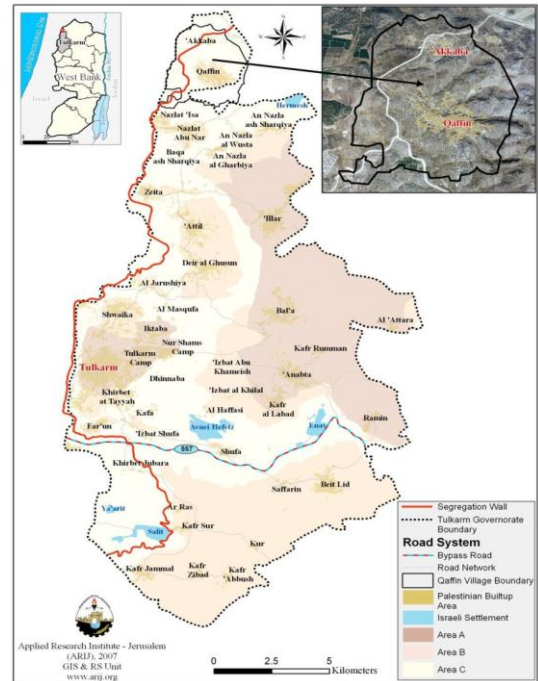 Tulkarm
West Bank
Israel
'Akkaba
Qaffin
Akkaba
Qaffin
Hermesh
Nazlat 'Isa
An Nazla
ash Sharqiya
Nazlat
Abu Nar
An Nazla
al Wusta
Baqa
ash Sharqiya
An Nazla
al Gharbiya
Zeita
'Attil
'Illar
Deir al Ghusun
Al Jarushiya
Al Masqufa
Shweika
Iktaba
Bal'a
Al 'Attara
Nur Shams
Camp
Kafr Rumman
Tulkarm
Tulkarm
Camp
'Izbat Abu
Khameish
'Anabta
Dhinnaba
'Izbat al Khilal
Khirbet
at Tayyah
Kafa
Al Haffasi
Kafr
al Labad
Ramin
Far'un
'Izbat Shufa
Avnei Hefetz
Enav
557
Shufa
Khirbet Jubara
Beit Lid
Saffarin
Ya'arit
Ar Ras
Salit
Kafr Sur
Kur
Kafr Jammal
Kafr
Zibad
Kafr
'Abbush
Segregation Wall
Tulkarm Governorate
Boundary
Road System
Bypass Road
Road Network
Qaffin Village Boundary
Palestinian Builtup
Area
Israeli Settlement
Area A
Area B
Area C
Applied Research Institute - Jerusalem
(ARIJ), 2007
GIS & RS Unit
www.arij.org
0 2.5 5
Kilometers